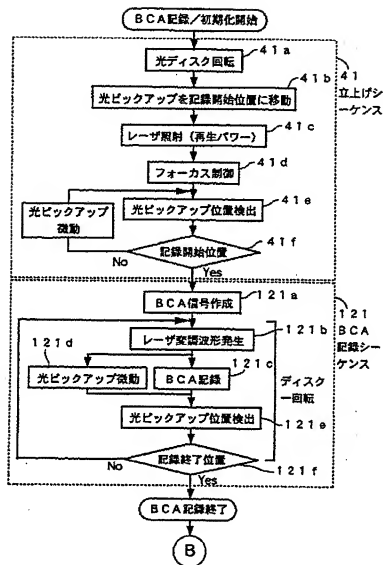 BCA記録/初期化開始
41a
光ディスク回転
41b
光ピックアップを記録開始位置に移動
41
立上げシ
ーケンス
41c
レーザ照射(再生パワー)
41d
フォーカス制御
41e
光ピックアップ
微動
光ピックアップ位置検出
41f
記録開始位置
No
Yes
121a
BCA信号作成
121
BCA
記録シー
ケンス
121b
レーザ変調波形発生
121d
121c
光ピックアップ微動
BCA記録
ディスク
一回転
121e
光ピックアップ位置検出
記録終了位置
No
121f
Yes
BCA記録終了
B